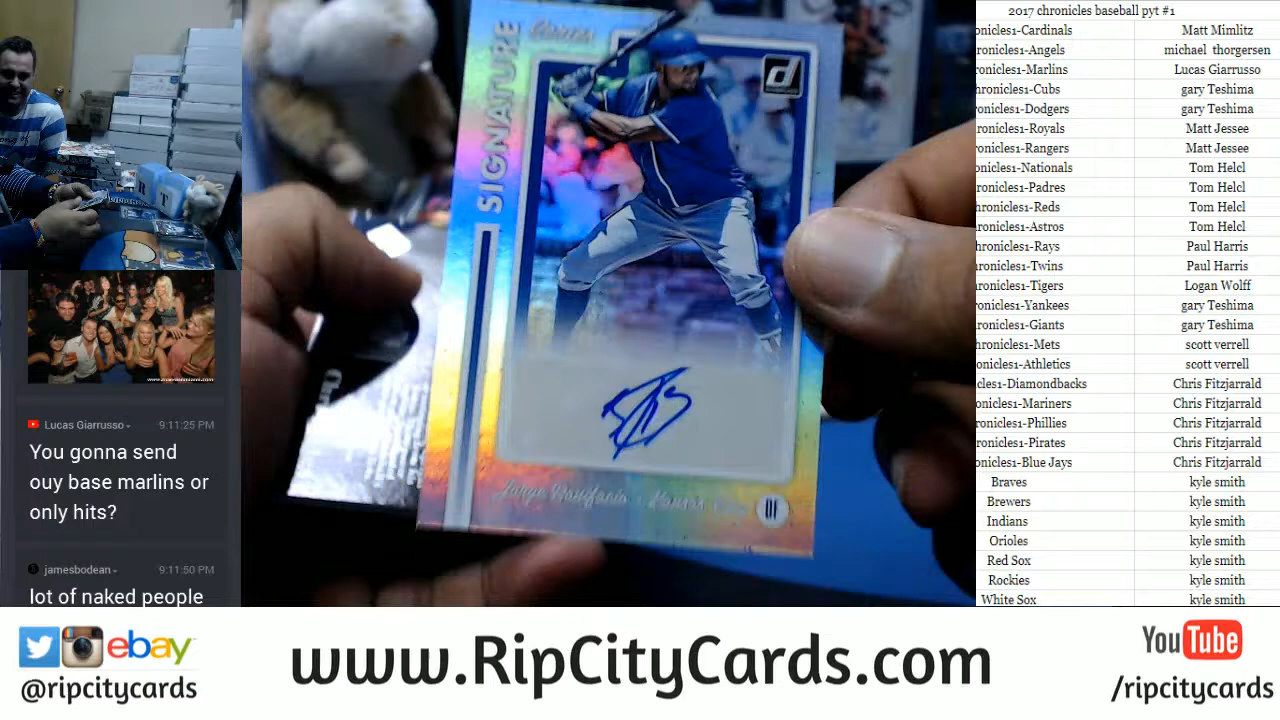 2017 chronicles baseball pyt #1
onicles1-Cardinals Matt Mimlitz
ronicles1-Angels michael thorgersen
ronicles1-Marlins Lucas Giarrusso
hronicles1-Cubs gary Teshima
ronicles1-Dodgers gary Teshima
ronicles1-Royals Matt Jessee
ronicles1-Rangers Matt Jessee
onicles1-Nationals Tom Helcl
ronicles1-Padres Tom Helcl
hronicles1-Reds Tom Helcl
ronicles1-Astros Tom Helcl
hronicles1-Rays Paul Harris
hronicles1-Twins Paul Harris
ronicles1-Tigers Logan Wolff
ronicles1-Yankees gary Teshima
ronicles1-Giants gary Teshima
hronicles1-Mets scott verrell
ronicles1-Athletics scott verrell
cles1-Diamondbacks Chris Fitzjarrald
ronicles1-Mariners Chris Fitzjarrald
ronicles1-Phillies Chris Fitzjarrald
ronicles1-Pirates Chris Fitzjarrald
onicles1-Blue Jays Chris Fitzjarrald
Braves kyle smith
Brewers kyle smith
Indians kyle smith
Orioles kyle smith
Red Sox kyle smith
Rockies kyle smith
White Sox kyle smith
SIGNATURE
d
Lucas Giarrusso 9:11:25 PM
You gonna send
ouy base marlins or
only hits?
jamesbodean 9:11:50 PM
lot of naked people
ebay
@ripcitycards
www.RipCityCards.com
YouTube
/ripcitycards